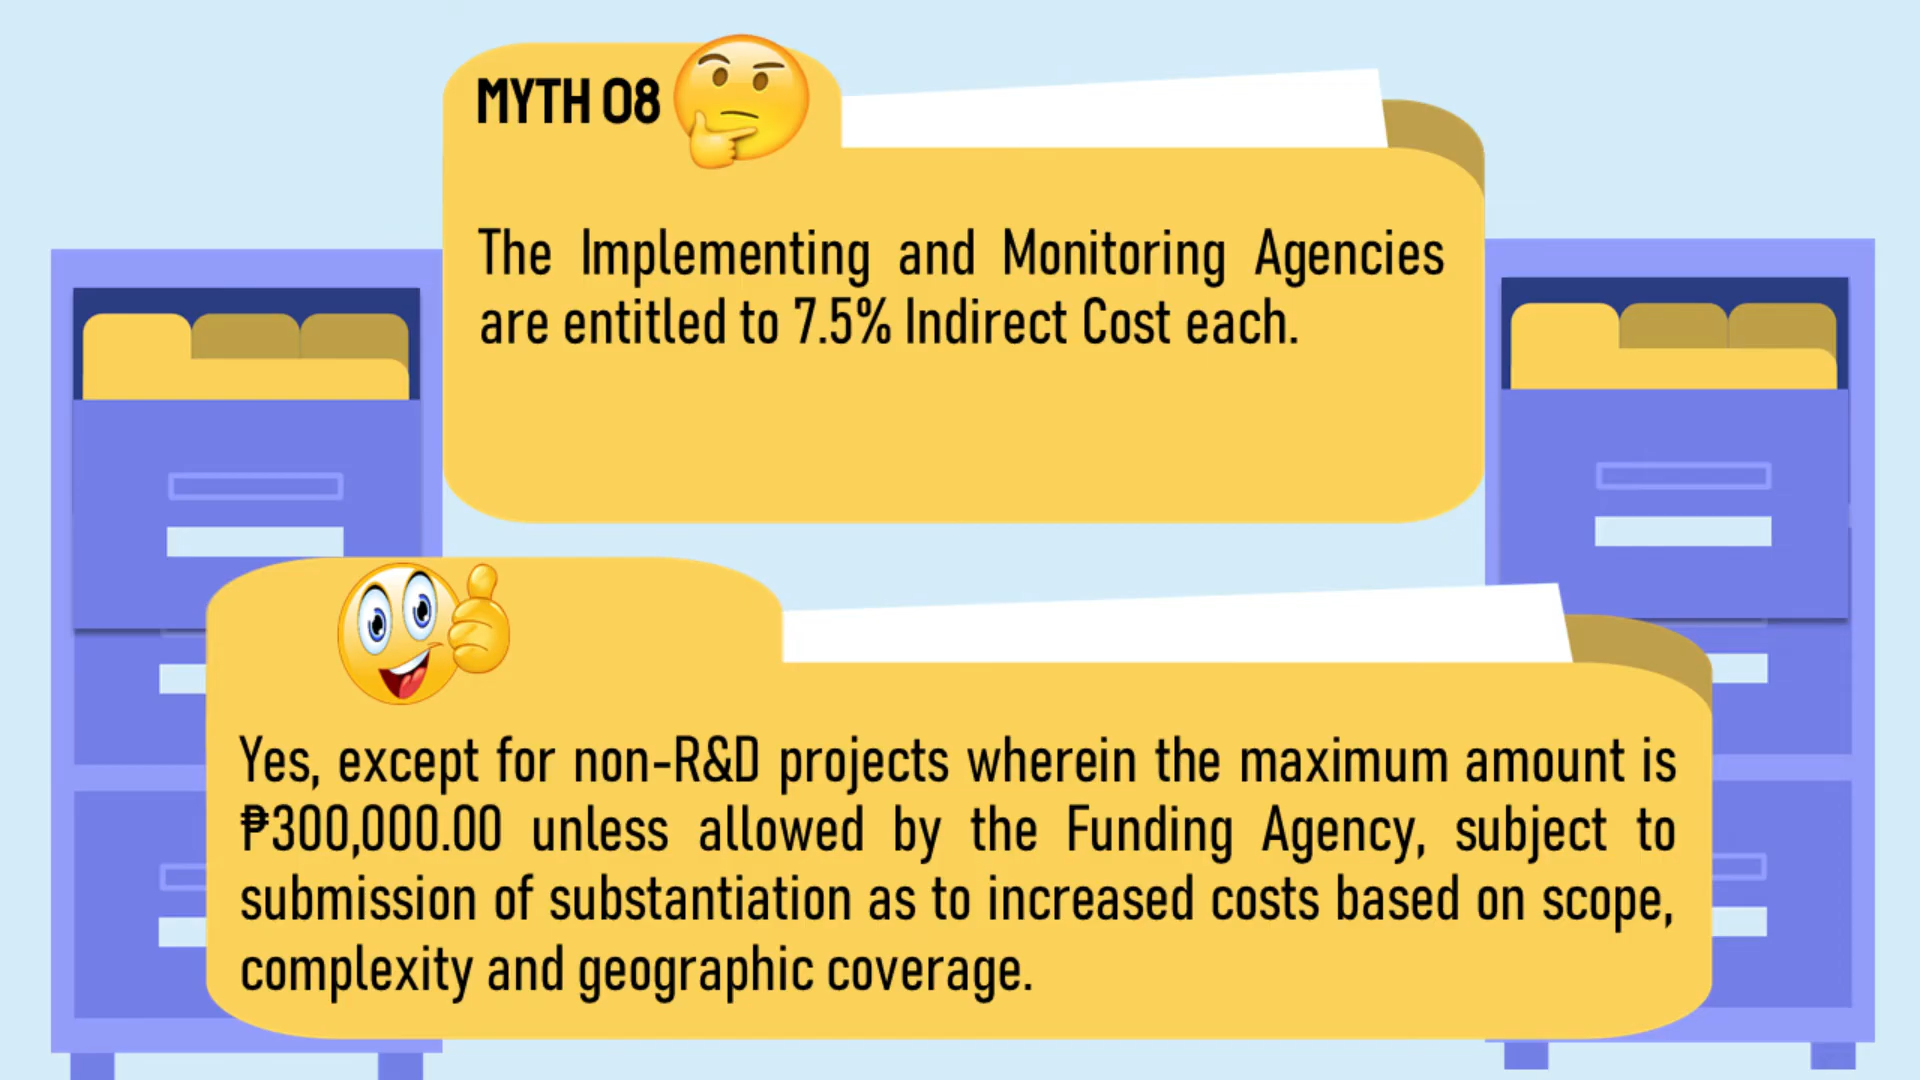 MYTH 08
The Implementing and Monitoring Agencies
are entitled to 7.5% Indirect Cost each.
Yes, except for non-R&D projects wherein the maximum amount is
₱300,000.00 unless allowed by the Funding Agency, subject to
submission of substantiation as to increased costs based on scope,
complexity and geographic coverage.